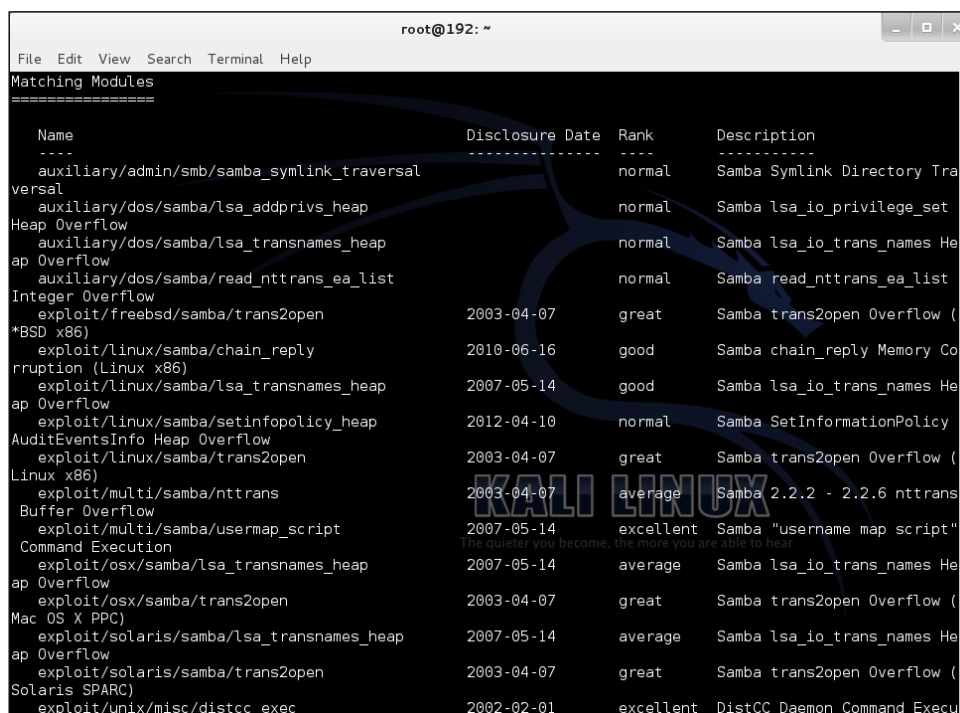 root@192: ~
File Edit View Search Terminal Help
Matching Modules
================
Name Disclosure Date Rank Description
---- --------------- ---- -----------
auxiliary/admin/smb/samba_symlink_traversal normal Samba Symlink Directory Tra
versal
auxiliary/dos/samba/lsa_addprivs_heap normal Samba lsa_io_privilege_set
Heap Overflow
auxiliary/dos/samba/lsa_transnames_heap normal Samba lsa_io_trans_names He
ap Overflow
auxiliary/dos/samba/read_nttrans_ea_list normal Samba read_nttrans_ea_list
Integer Overflow
exploit/freebsd/samba/trans2open 2003-04-07 great Samba trans2open Overflow (
*BSD x86)
exploit/linux/samba/chain_reply 2010-06-16 good Samba chain_reply Memory Co
rruption (Linux x86)
exploit/linux/samba/lsa_transnames_heap 2007-05-14 good Samba lsa_io_trans_names He
ap Overflow
exploit/linux/samba/setinfopolicy_heap 2012-04-10 normal Samba SetInformationPolicy
AuditEventsInfo Heap Overflow
exploit/linux/samba/trans2open 2003-04-07 great Samba trans2open Overflow (
Linux x86)
exploit/multi/samba/nttrans 2003-04-07 average Samba 2.2.2 - 2.2.6 nttrans
Buffer Overflow
KALI LINUX
exploit/multi/samba/usermap_script 2007-05-14 excellent Samba "username map script"
Command Execution
The quieter you become, the more you are able to hear.
exploit/osx/samba/lsa_transnames_heap 2007-05-14 average Samba lsa_io_trans_names He
ap Overflow
exploit/osx/samba/trans2open 2003-04-07 great Samba trans2open Overflow (
Mac OS X PPC)
exploit/solaris/samba/lsa_transnames_heap 2007-05-14 average Samba lsa_io_trans_names He
ap Overflow
exploit/solaris/samba/trans2open 2003-04-07 great Samba trans2open Overflow (
Solaris SPARC)
exploit/unix/misc/distcc_exec 2002-02-01 excellent DistCC Daemon Command Execu